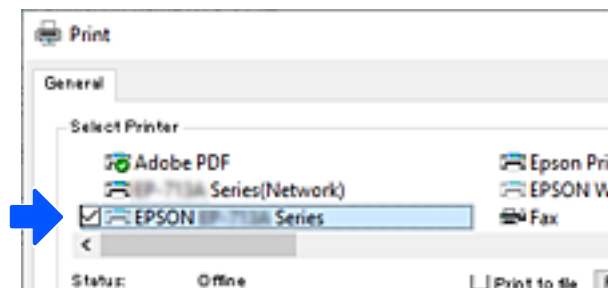 Print
General
Select Printer
Adobe PDF
Epson Pri
Series(Network)
EPSON W
EPSON Series
Fax
Status: Offline
Print to file